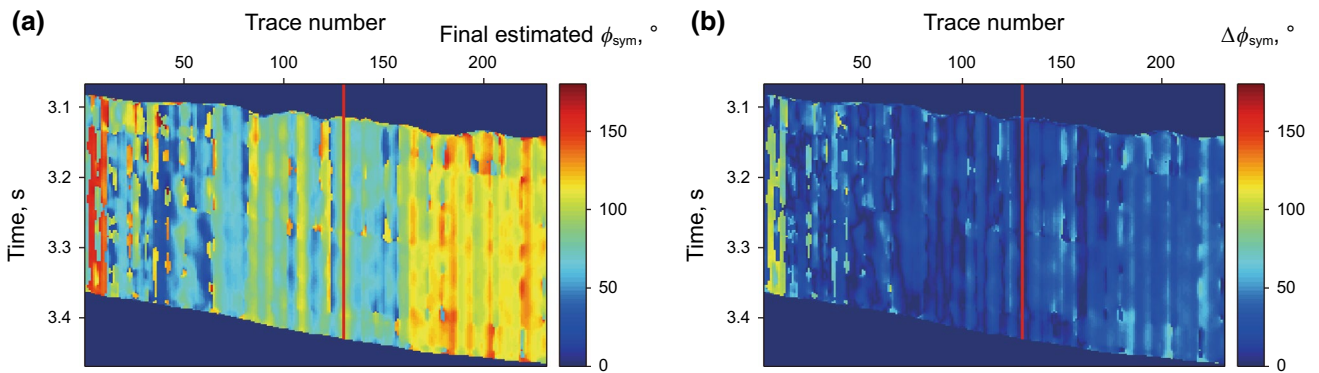 (a)
Trace number
Final estimated ϕsym, °
50 100 150 200
3.1
3.2
3.3
3.4
Time, s
150
100
50
0
(b)
Trace number
Δϕsym, °
50 100 150 200
3.1
3.2
3.3
3.4
Time, s
150
100
50
0